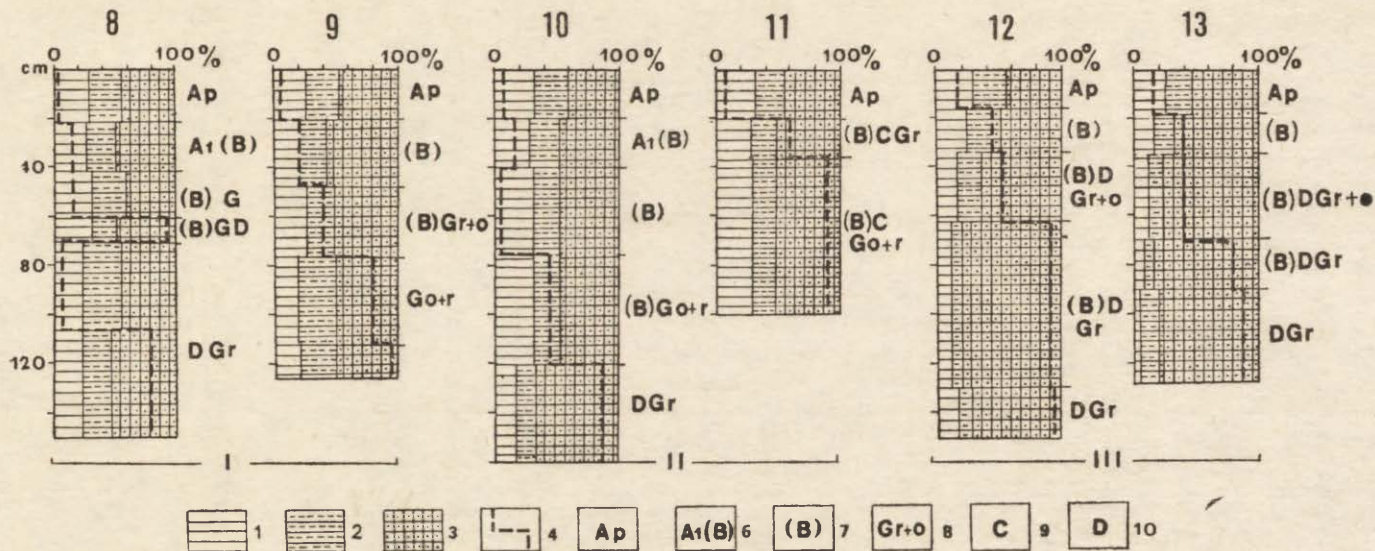 8 9 10 11 12 13
0 100% 0 100% 0 100% 0 100% 0 100% 0 100%
cm
40
80
120
Ap
A1(B)
(B) G
(B)GD
DGr
Ap
(B)
(B)Gr+o
Go+r
Ap
A1(B)
(B)
(B)Go+r
DGr
Ap
(B)CGr
(B)C
Go+r
Ap
(B)
(B)D
Gr+o
(B)D
Gr
DGr
Ap
(B)
(B)DGr+●
(B)DGr
DGr
I II III
1 2 3 4 Ap A1(B) 6 (B) 7 Gr+o 8 C 9 D 10